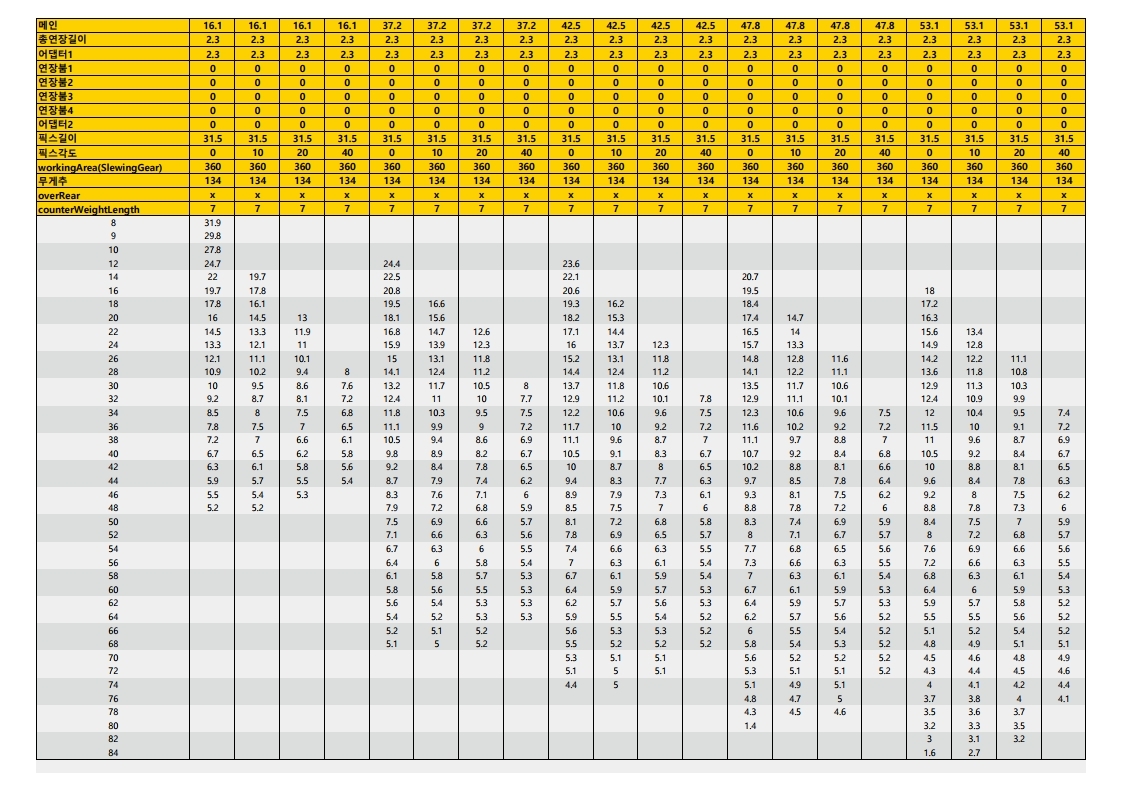 메인 16.1 16.1 16.1 16.1 37.2 37.2 37.2 37.2 42.5 42.5 42.5 42.5 47.8 47.8 47.8 47.8 53.1 53.1 53.1 53.1
총연장길이 2.3 2.3 2.3 2.3 2.3 2.3 2.3 2.3 2.3 2.3 2.3 2.3 2.3 2.3 2.3 2.3 2.3 2.3 2.3 2.3
어댑터1 2.3 2.3 2.3 2.3 2.3 2.3 2.3 2.3 2.3 2.3 2.3 2.3 2.3 2.3 2.3 2.3 2.3 2.3 2.3 2.3
연장붐1 0 0 0 0 0 0 0 0 0 0 0 0 0 0 0 0 0 0 0 0
연장붐2 0 0 0 0 0 0 0 0 0 0 0 0 0 0 0 0 0 0 0 0
연장붐3 0 0 0 0 0 0 0 0 0 0 0 0 0 0 0 0 0 0 0 0
연장붐4 0 0 0 0 0 0 0 0 0 0 0 0 0 0 0 0 0 0 0 0
어댑터2 0 0 0 0 0 0 0 0 0 0 0 0 0 0 0 0 0 0 0 0
픽스길이 31.5 31.5 31.5 31.5 31.5 31.5 31.5 31.5 31.5 31.5 31.5 31.5 31.5 31.5 31.5 31.5 31.5 31.5 31.5 31.5
픽스각도 0 10 20 40 0 10 20 40 0 10 20 40 0 10 20 40 0 10 20 40
workingArea(SlewingGear) 360 360 360 360 360 360 360 360 360 360 360 360 360 360 360 360 360 360 360 360
무게추 134 134 134 134 134 134 134 134 134 134 134 134 134 134 134 134 134 134 134 134
overRear x x x x x x x x x x x x x x x x x x x x
counterWeightLength 7 7 7 7 7 7 7 7 7 7 7 7 7 7 7 7 7 7 7 7
8 31.9
9 29.8
10 27.8
12 24.7 24.4 23.6
14 22 19.7 22.5 22.1 20.7
16 19.7 17.8 20.8 20.6 19.5 18
18 17.8 16.1 19.5 16.6 19.3 16.2 18.4 17.2
20 16 14.5 13 18.1 15.6 18.2 15.3 17.4 14.7 16.3
22 14.5 13.3 11.9 16.8 14.7 12.6 17.1 14.4 16.5 14 15.6 13.4
24 13.3 12.1 11 15.9 13.9 12.3 16 13.7 12.3 15.7 13.3 14.9 12.8
26 12.1 11.1 10.1 15 13.1 11.8 15.2 13.1 11.8 14.8 12.8 11.6 14.2 12.2 11.1
28 10.9 10.2 9.4 8 14.1 12.4 11.2 14.4 12.4 11.2 14.1 12.2 11.1 13.6 11.8 10.8
30 10 9.5 8.6 7.6 13.2 11.7 10.5 8 13.7 11.8 10.6 13.5 11.7 10.6 12.9 11.3 10.3
32 9.2 8.7 8.1 7.2 12.4 11 10 7.7 12.9 11.2 10.1 7.8 12.9 11.1 10.1 12.4 10.9 9.9
34 8.5 8 7.5 6.8 11.8 10.3 9.5 7.5 12.2 10.6 9.6 7.5 12.3 10.6 9.6 7.5 12 10.4 9.5 7.4
36 7.8 7.5 7 6.5 11.1 9.9 9 7.2 11.7 10 9.2 7.2 11.6 10.2 9.2 7.2 11.5 10 9.1 7.2
38 7.2 7 6.6 6.1 10.5 9.4 8.6 6.9 11.1 9.6 8.7 7 11.1 9.7 8.8 7 11 9.6 8.7 6.9
40 6.7 6.5 6.2 5.8 9.8 8.9 8.2 6.7 10.5 9.1 8.3 6.7 10.7 9.2 8.4 6.8 10.5 9.2 8.4 6.7
42 6.3 6.1 5.8 5.6 9.2 8.4 7.8 6.5 10 8.7 8 6.5 10.2 8.8 8.1 6.6 10 8.8 8.1 6.5
44 5.9 5.7 5.5 5.4 8.7 7.9 7.4 6.2 9.4 8.3 7.7 6.3 9.7 8.5 7.8 6.4 9.6 8.4 7.8 6.3
46 5.5 5.4 5.3 8.3 7.6 7.1 6 8.9 7.9 7.3 6.1 9.3 8.1 7.5 6.2 9.2 8 7.5 6.2
48 5.2 5.2 7.9 7.2 6.8 5.9 8.5 7.5 7 6 8.8 7.8 7.2 6 8.8 7.8 7.3 6
50 7.5 6.9 6.6 5.7 8.1 7.2 6.8 5.8 8.3 7.4 6.9 5.9 8.4 7.5 7 5.9
52 7.1 6.6 6.3 5.6 7.8 6.9 6.5 5.7 8 7.1 6.7 5.7 8 7.2 6.8 5.7
54 6.7 6.3 6 5.5 7.4 6.6 6.3 5.5 7.7 6.8 6.5 5.6 7.6 6.9 6.6 5.6
56 6.4 6 5.8 5.4 7 6.3 6.1 5.4 7.3 6.6 6.3 5.5 7.2 6.6 6.3 5.5
58 6.1 5.8 5.7 5.3 6.7 6.1 5.9 5.4 7 6.3 6.1 5.4 6.8 6.3 6.1 5.4
60 5.8 5.6 5.5 5.3 6.4 5.9 5.7 5.3 6.7 6.1 5.9 5.3 6.4 6 5.9 5.3
62 5.6 5.4 5.3 5.3 6.2 5.7 5.6 5.3 6.4 5.9 5.7 5.3 5.9 5.7 5.8 5.2
64 5.4 5.2 5.3 5.3 5.9 5.5 5.4 5.2 6.2 5.7 5.6 5.2 5.5 5.5 5.6 5.2
66 5.2 5.1 5.2 5.6 5.3 5.3 5.2 6 5.5 5.4 5.2 5.1 5.2 5.4 5.2
68 5.1 5 5.2 5.5 5.2 5.2 5.2 5.8 5.4 5.3 5.2 4.8 4.9 5.1 5.1
70 5.3 5.1 5.1 5.6 5.2 5.2 5.2 4.5 4.6 4.8 4.9
72 5.1 5 5.1 5.3 5.1 5.1 5.2 4.3 4.4 4.5 4.6
74 4.4 5 5.1 4.9 5.1 4 4.1 4.2 4.4
76 4.8 4.7 5 3.7 3.8 4 4.1
78 4.3 4.5 4.6 3.5 3.6 3.7
80 1.4 3.2 3.3 3.5
82 3 3.1 3.2
84 1.6 2.7